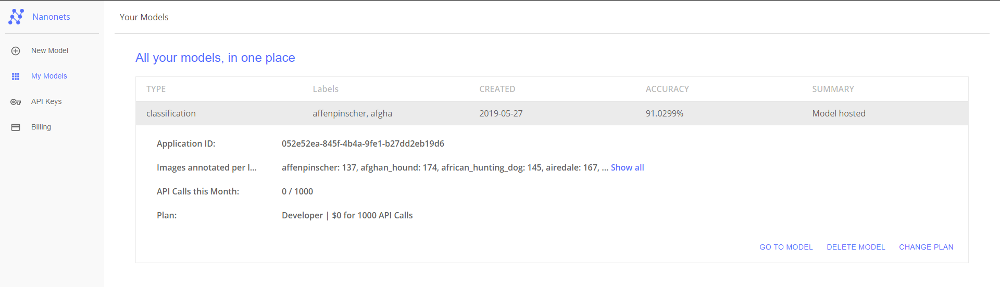 Nanonets
Your Models
New Model
My Models
API Keys
Billing
All your models, in one place
TYPE Labels CREATED ACCURACY SUMMARY
classification affenpinscher, afgha 2019-05-27 91.0299% Model hosted
Application ID: 052e52ea-845f-4b4a-9fe1-b27dd2eb19d6
Images annotated per l... affenpinscher: 137, afghan_hound: 174, african_hunting_dog: 145, airedale: 167, ... Show all
API Calls this Month: 0 / 1000
Plan: Developer | $0 for 1000 API Calls
GO TO MODEL DELETE MODEL CHANGE PLAN